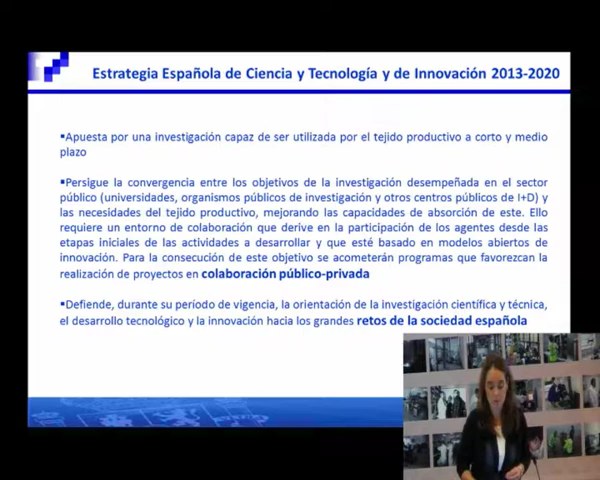 Estrategia Española de Ciencia y Tecnología y de Innovación 2013-2020
▪Apuesta por una investigación capaz de ser utilizada por el tejido productivo a corto y medio
plazo
▪Persigue la convergencia entre los objetivos de la investigación desempeñada en el sector
público (universidades, organismos públicos de investigación y otros centros públicos de I+D) y
las necesidades del tejido productivo, mejorando las capacidades de absorción de este. Ello
requiere un entorno de colaboración que derive en la participación de los agentes desde las
etapas iniciales de las actividades a desarrollar y que esté basado en modelos abiertos de
innovación. Para la consecución de este objetivo se acometerán programas que favorezcan la
realización de proyectos en colaboración público-privada
▪Defiende, durante su período de vigencia, la orientación de la investigación científica y técnica,
el desarrollo tecnológico y la innovación hacia los grandes retos de la sociedad española